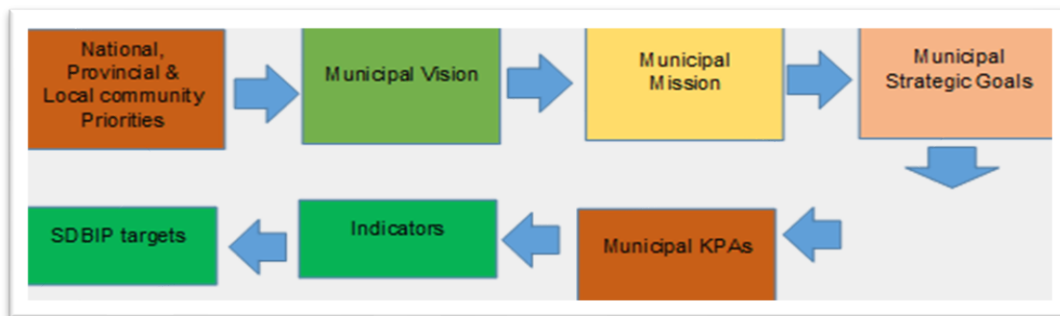 National,
Provincial &
Local community
Priorities
Municipal Vision
Municipal
Mission
Municipal
Strategic Goals
Municipal KPAs
Indicators
SDBIP targets